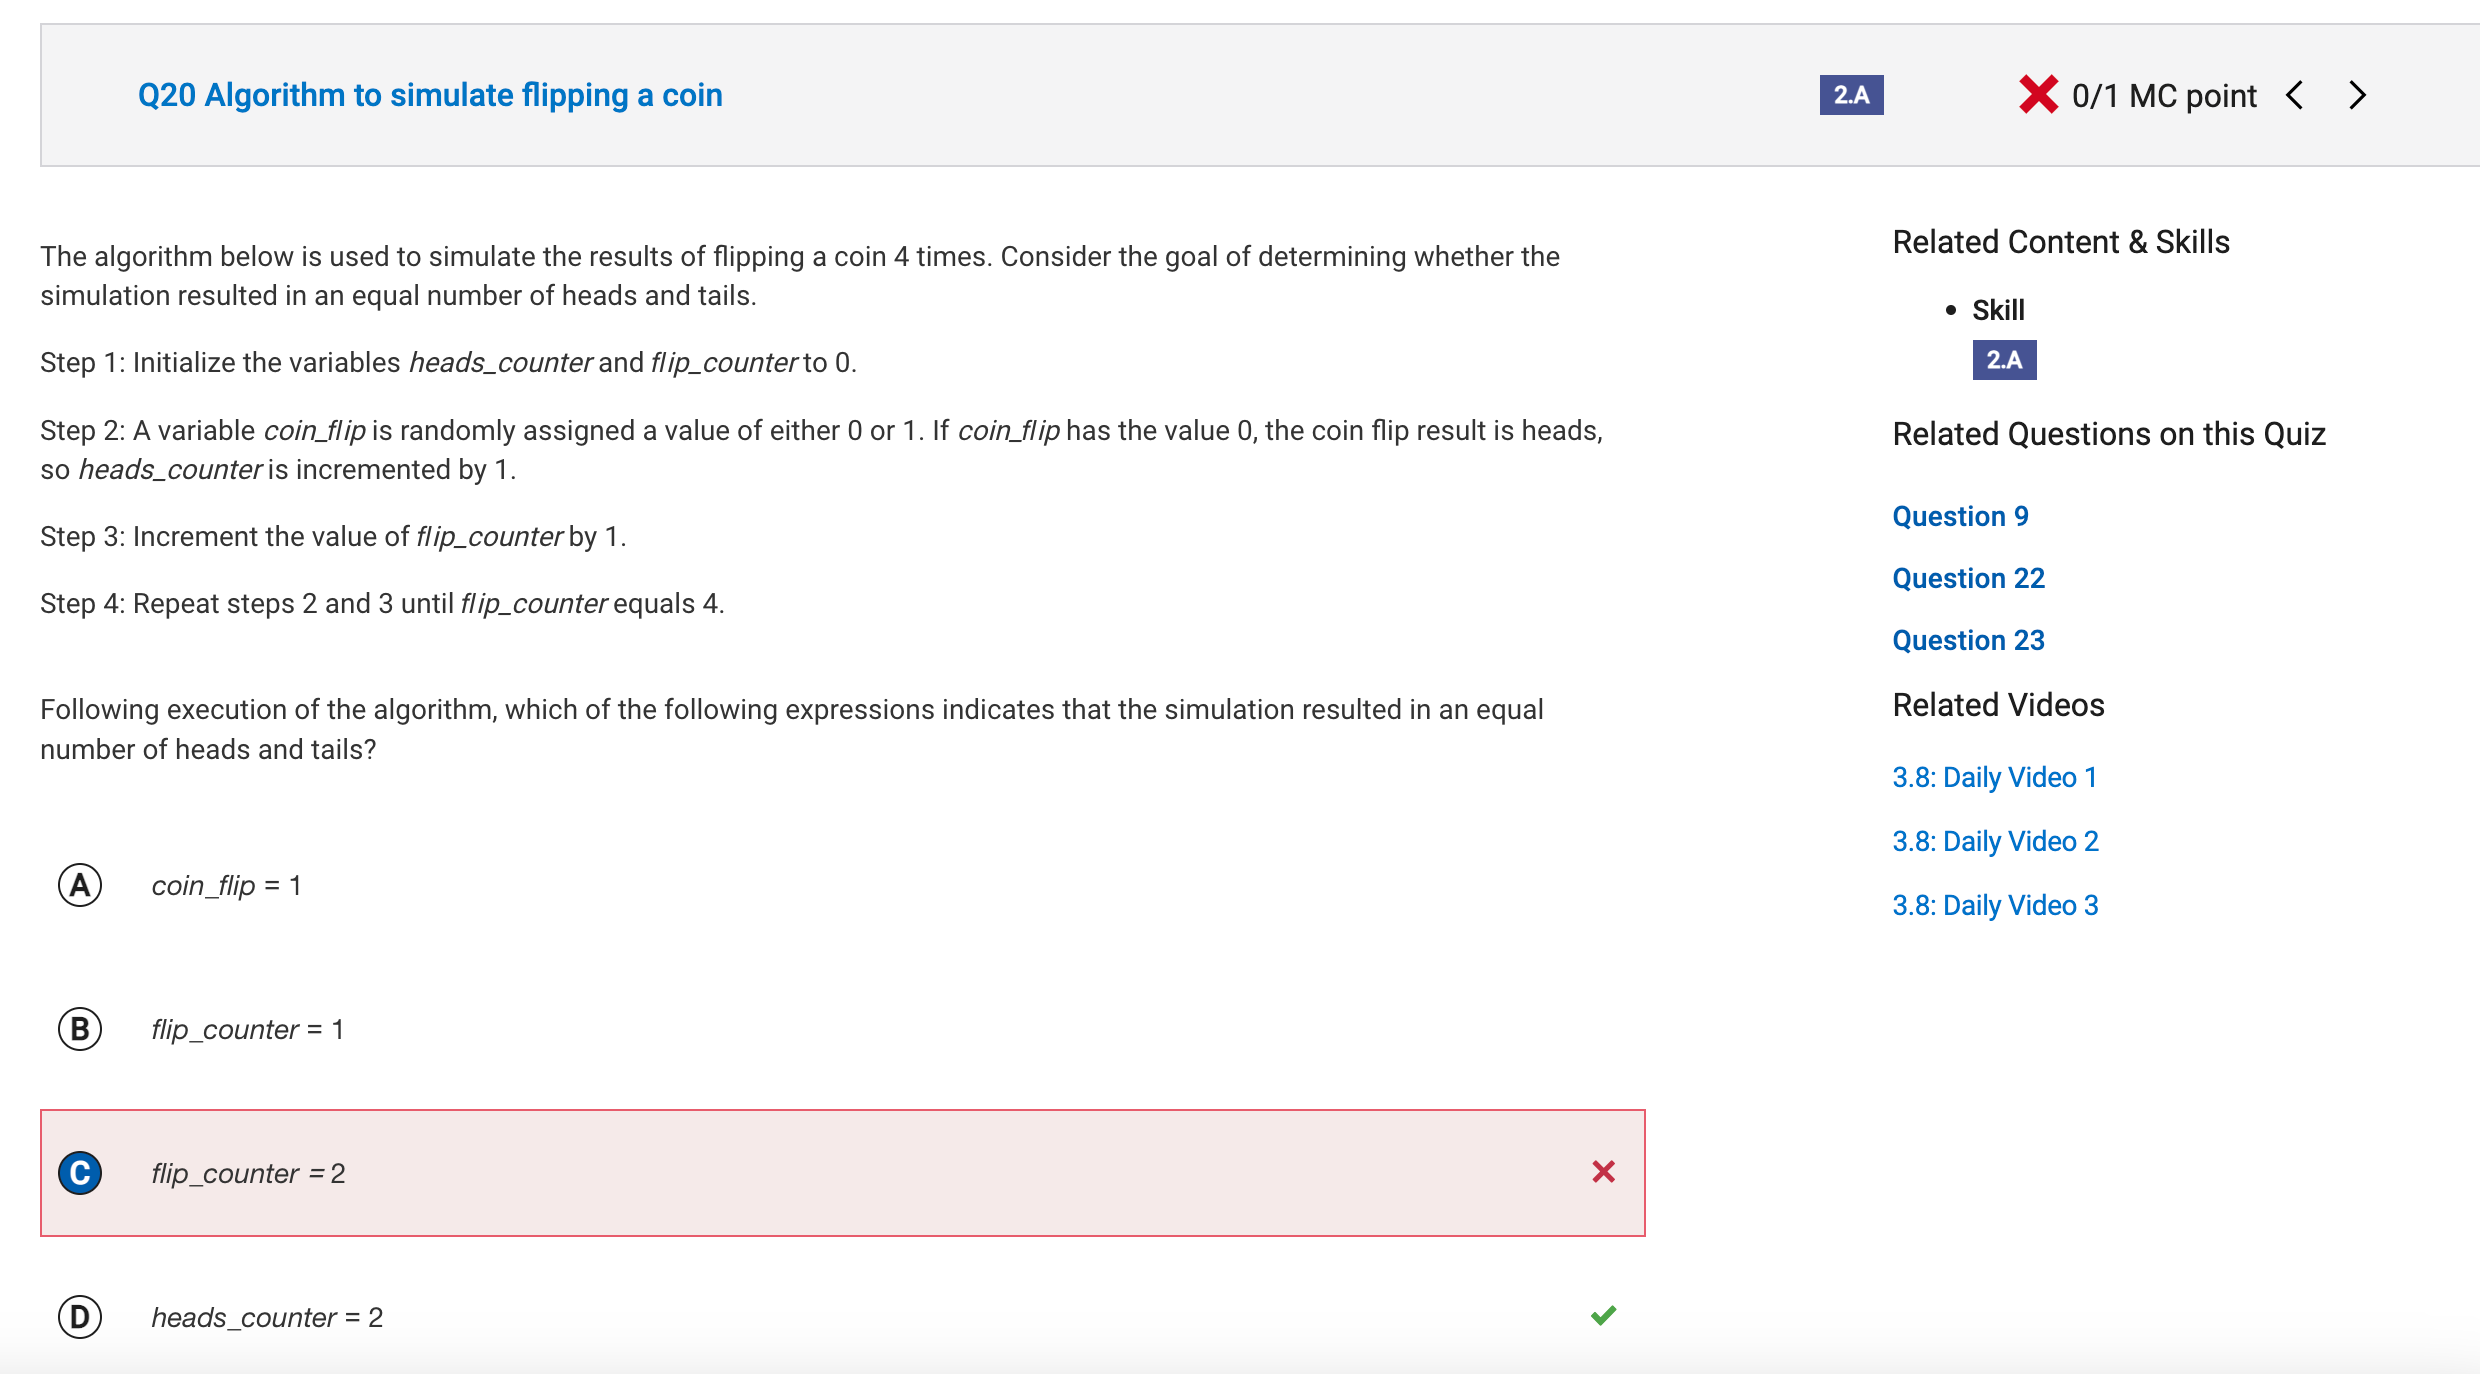 Q20 Algorithm to simulate flipping a coin
2.A
0/1 MC point
The algorithm below is used to simulate the results of flipping a coin 4 times. Consider the goal of determining whether the
simulation resulted in an equal number of heads and tails.
Step 1: Initialize the variables heads_counter and flip_counter to 0.
Step 2: A variable coin_flip is randomly assigned a value of either 0 or 1. If coin_flip has the value 0, the coin flip result is heads,
so heads_counter is incremented by 1.
Step 3: Increment the value of flip_counter by 1.
Step 4: Repeat steps 2 and 3 until flip_counter equals 4.
Following execution of the algorithm, which of the following expressions indicates that the simulation resulted in an equal
number of heads and tails?
A coin_flip = 1
B flip_counter = 1
C flip_counter = 2
D heads_counter = 2
Related Content & Skills
• Skill
2.A
Related Questions on this Quiz
Question 9
Question 22
Question 23
Related Videos
3.8: Daily Video 1
3.8: Daily Video 2
3.8: Daily Video 3